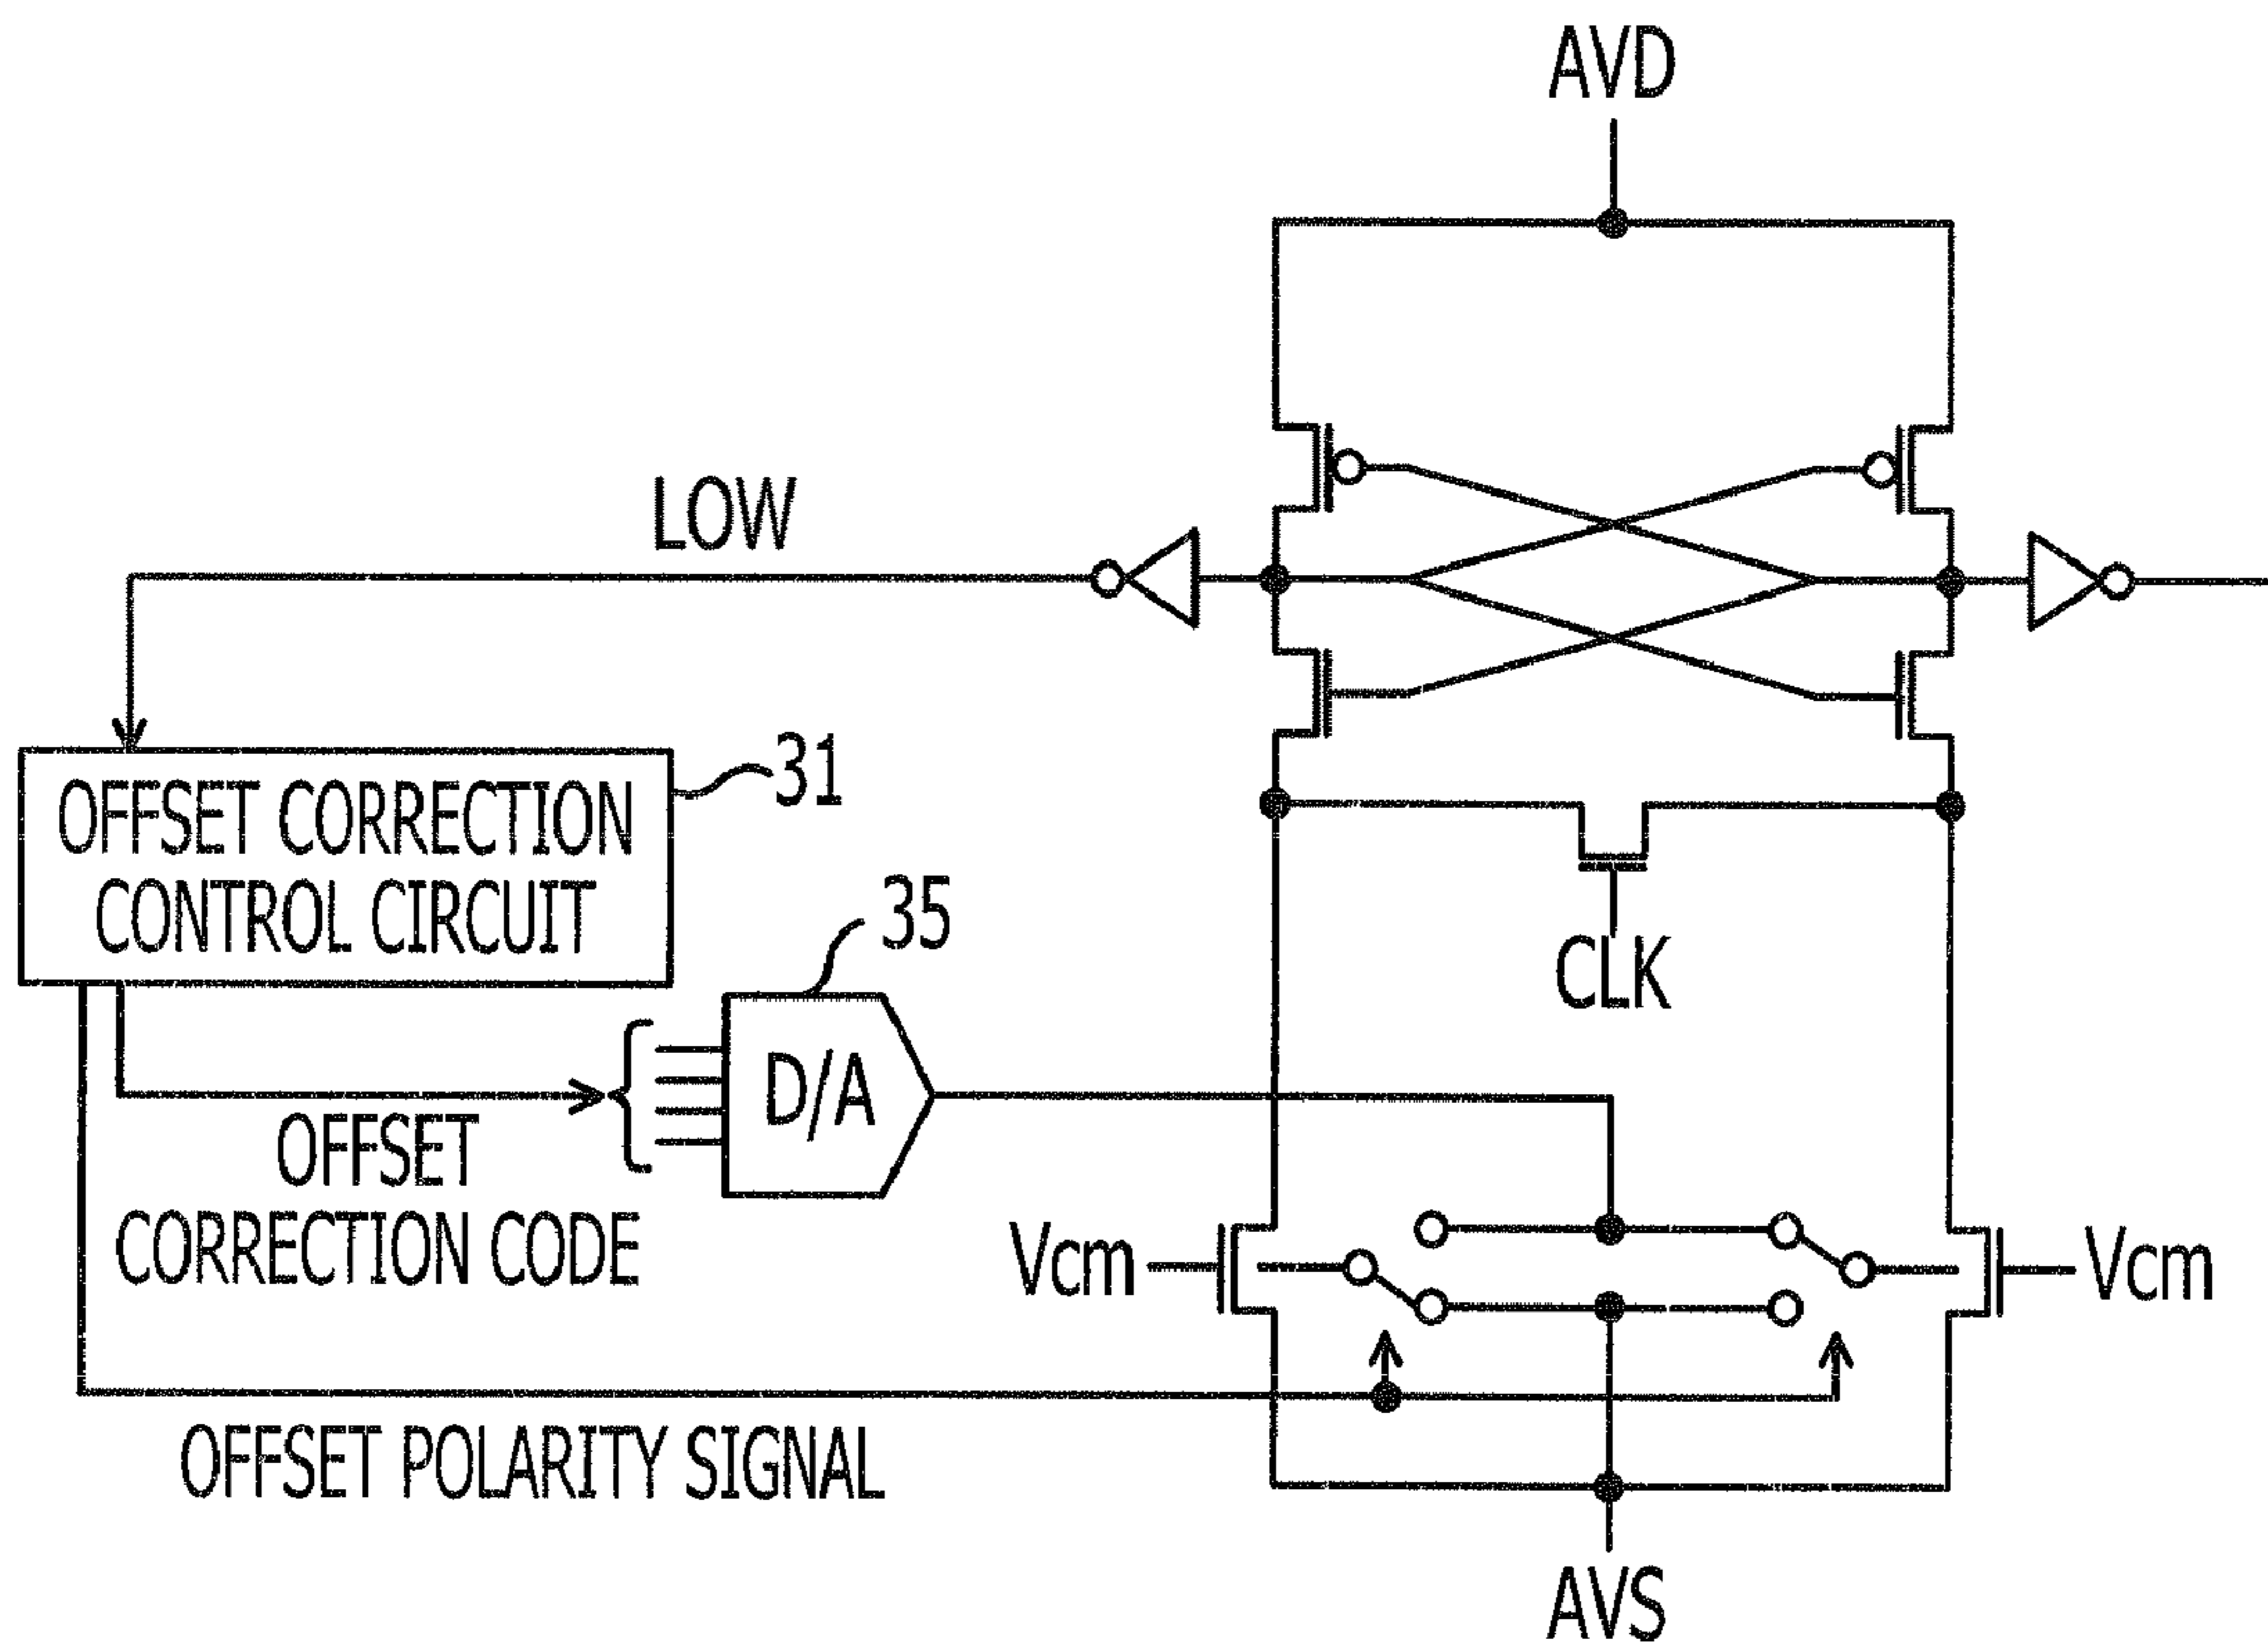 AVD
LOW
31
OFFSET CORRECTION
CONTROL CIRCUIT
35
D/A
CLK
OFFSET
CORRECTION CODE
Vcm
Vcm
OFFSET POLARITY SIGNAL
AVS